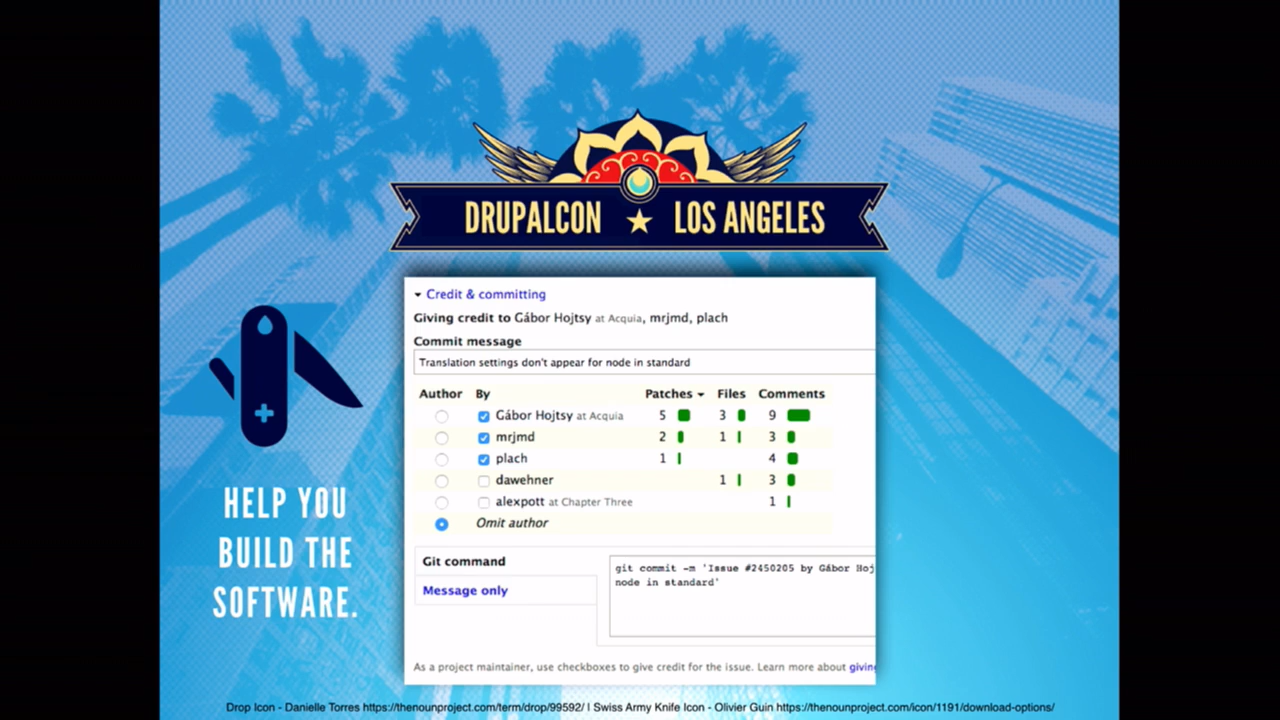 DRUPALCON ★ LOS ANGELES
HELP YOU
BUILD THE
SOFTWARE.
Credit & committing
Giving credit to Gábor Hojtsy at Acquia, mrjmd, plach
Commit message
Translation settings don't appear for node in standard
Author By Patches Files Comments
Gábor Hojtsy at Acquia 5 3 9
mrjmd 2 1 3
plach 1 4
dawehner 1 3
alexpott at Chapter Three 1
Omit author
Git command
Message only
git commit -m 'Issue #2450205 by Gábor Hoj
node in standard'
As a project maintainer, use checkboxes to give credit for the issue. Learn more about giving
Drop Icon - Danielle Torres https://thenounproject.com/term/drop/99592/ | Swiss Army Knife Icon - Olivier Guin https://thenounproject.com/icon/1191/download-options/